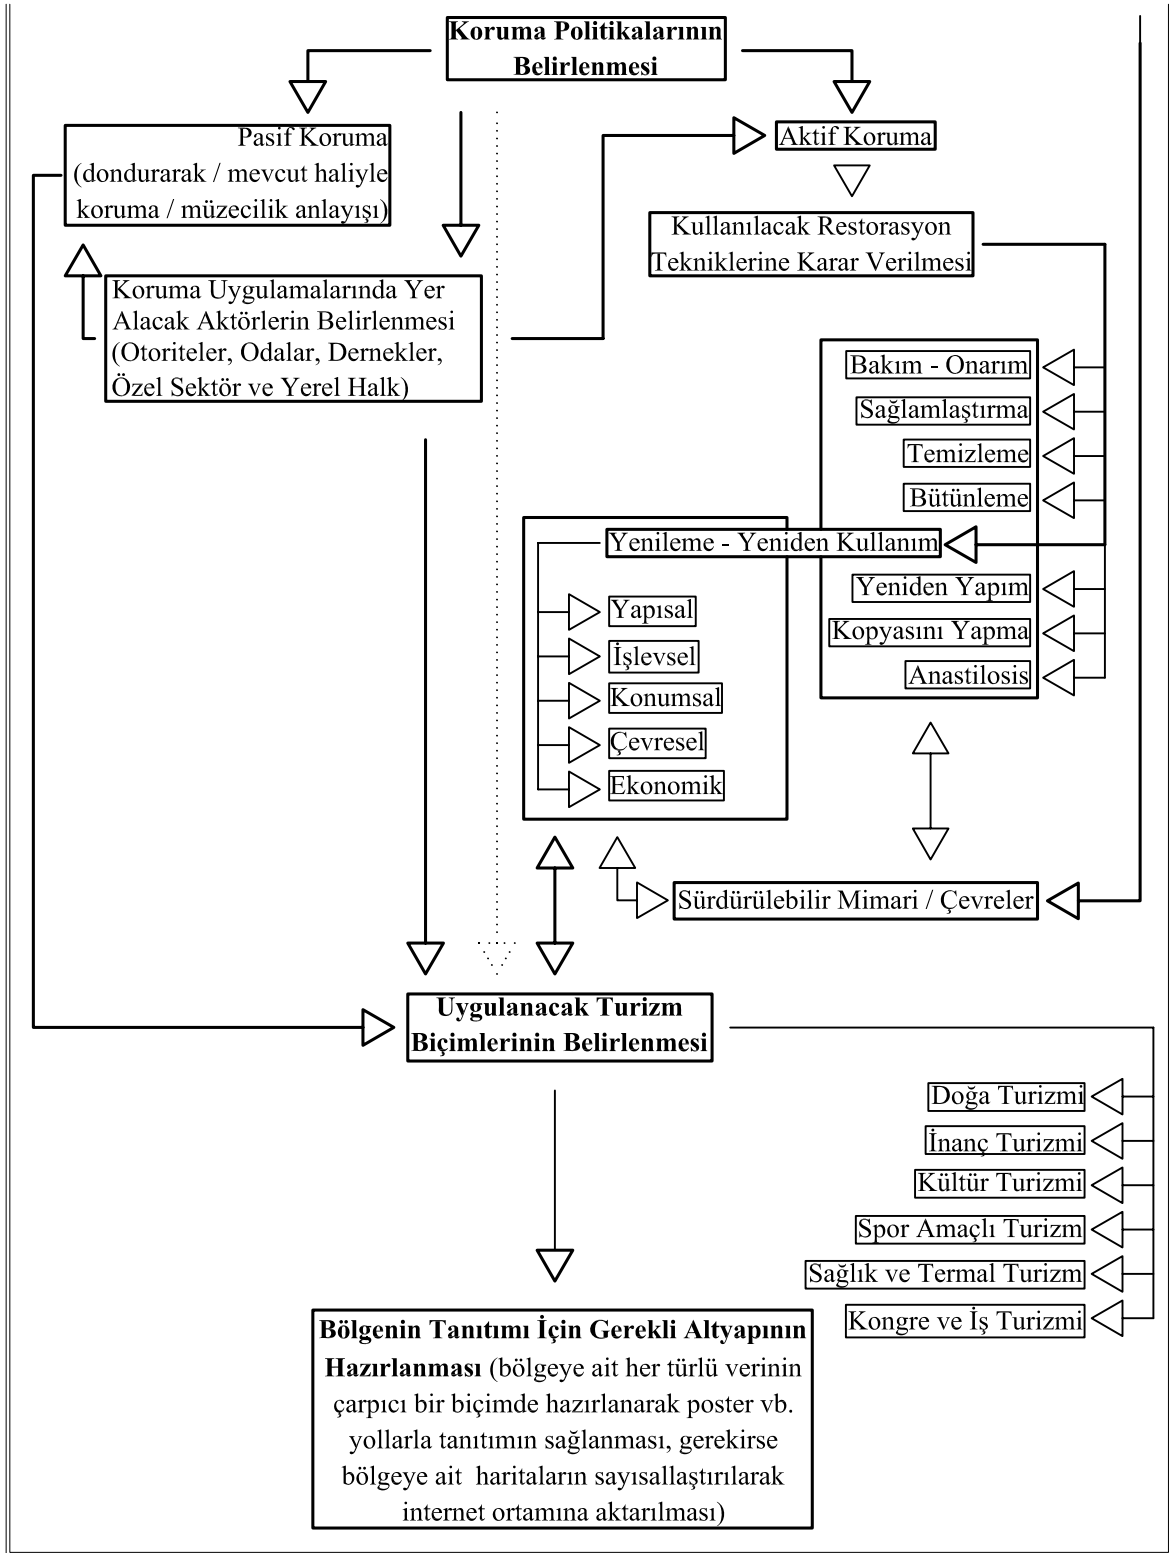 Koruma Politikalarının
Belirlenmesi
Pasif Koruma
(dondurarak / mevcut haliyle
koruma / müzecilik anlayışı)
Aktif Koruma
Kullanılacak Restorasyon
Tekniklerine Karar Verilmesi
Koruma Uygulamalarında Yer
Alacak Aktörlerin Belirlenmesi
(Otoriteler, Odalar, Dernekler,
Özel Sektör ve Yerel Halk)
Bakım - Onarım
Sağlamlaştırma
Temizleme
Bütünleme
Yenileme - Yeniden Kullanım
Yeniden Yapım
Kopyasını Yapma
Anastilosis
Yapısal
İşlevsel
Konumsal
Çevresel
Ekonomik
Sürdürülebilir Mimari / Çevreler
Uygulanacak Turizm
Biçimlerinin Belirlenmesi
Doğa Turizmi
İnanç Turizmi
Kültür Turizmi
Spor Amaçlı Turizm
Sağlık ve Termal Turizm
Kongre ve İş Turizmi
Bölgenin Tanıtımı İçin Gerekli Altyapının
Hazırlanması (bölgeye ait her türlü verinin
çarpıcı bir biçimde hazırlanarak poster vb.
yollarla tanıtımın sağlanması, gerekirse
bölgeye ait haritaların sayısallaştırılarak
internet ortamına aktarılması)